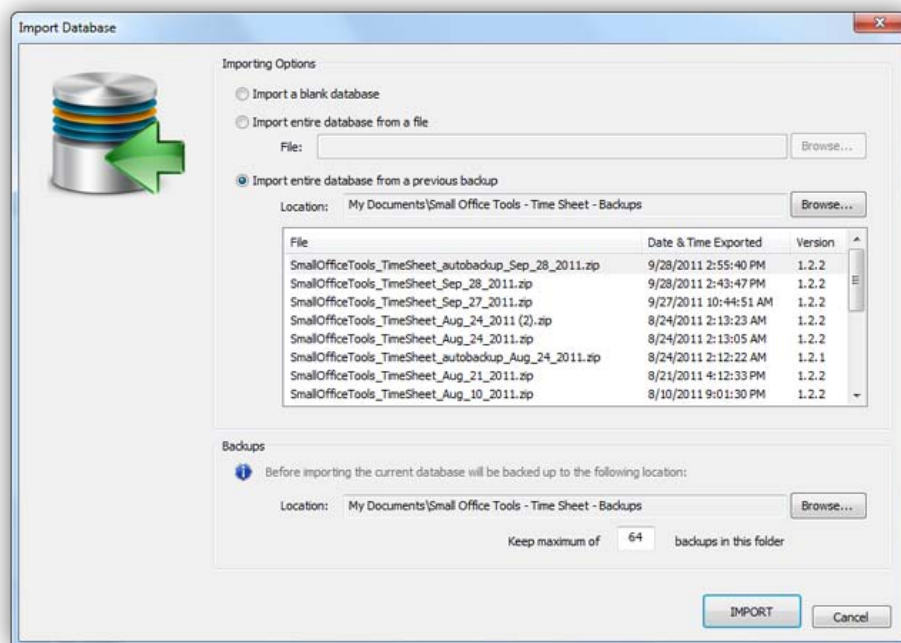 Import Database
Importing Options
Import a blank database
Import entire database from a file
File: Browse...
Import entire database from a previous backup
Location: My Documents\Small Office Tools - Time Sheet - Backups Browse...
File Date & Time Exported Version
SmallOfficeTools_TimeSheet_autobackup_Sep_28_2011.zip 9/28/2011 2:55:40 PM 1.2.2
SmallOfficeTools_TimeSheet_Sep_28_2011.zip 9/28/2011 2:43:47 PM 1.2.2
SmallOfficeTools_TimeSheet_Sep_27_2011.zip 9/27/2011 10:44:51 AM 1.2.2
SmallOfficeTools_TimeSheet_Aug_24_2011 (2).zip 8/24/2011 2:13:23 AM 1.2.2
SmallOfficeTools_TimeSheet_Aug_24_2011.zip 8/24/2011 2:13:05 AM 1.2.2
SmallOfficeTools_TimeSheet_autobackup_Aug_24_2011.zip 8/24/2011 2:12:22 AM 1.2.1
SmallOfficeTools_TimeSheet_Aug_21_2011.zip 8/21/2011 4:12:33 PM 1.2.2
SmallOfficeTools_TimeSheet_Aug_10_2011.zip 8/10/2011 9:01:30 PM 1.2.2
Backups
Before importing the current database will be backed up to the following location:
Location: My Documents\Small Office Tools - Time Sheet - Backups Browse...
Keep maximum of 64 backups in this folder
IMPORT Cancel